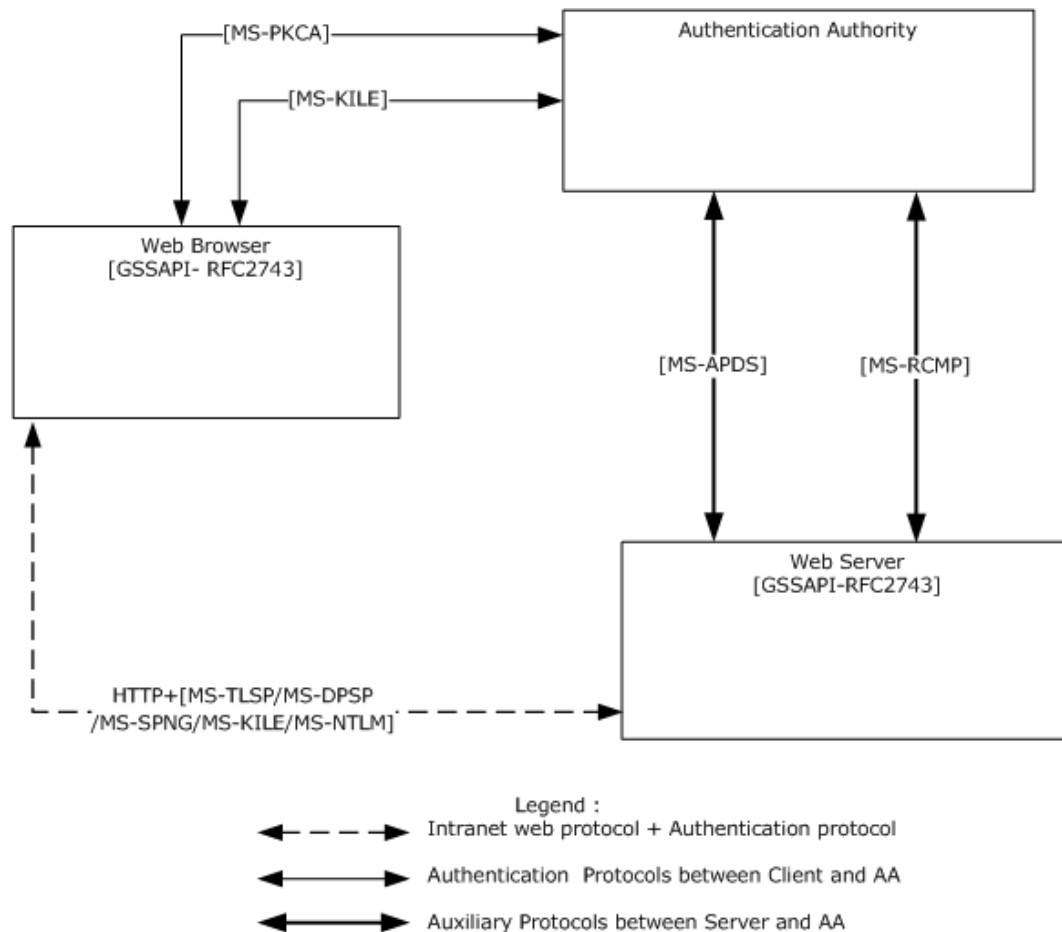 [MS-PKCA]
Authentication Authority
[MS-KILE]
Web Browser
[GSSAPI- RFC2743]
[MS-APDS]
[MS-RCMP]
Web Server
[GSSAPI-RFC2743]
HTTP+[MS-TLSP/MS-DPSP
/MS-SPNG/MS-KILE/MS-NTLM]
Legend :
Intranet web protocol + Authentication protocol
Authentication Protocols between Client and AA
Auxiliary Protocols between Server and AA